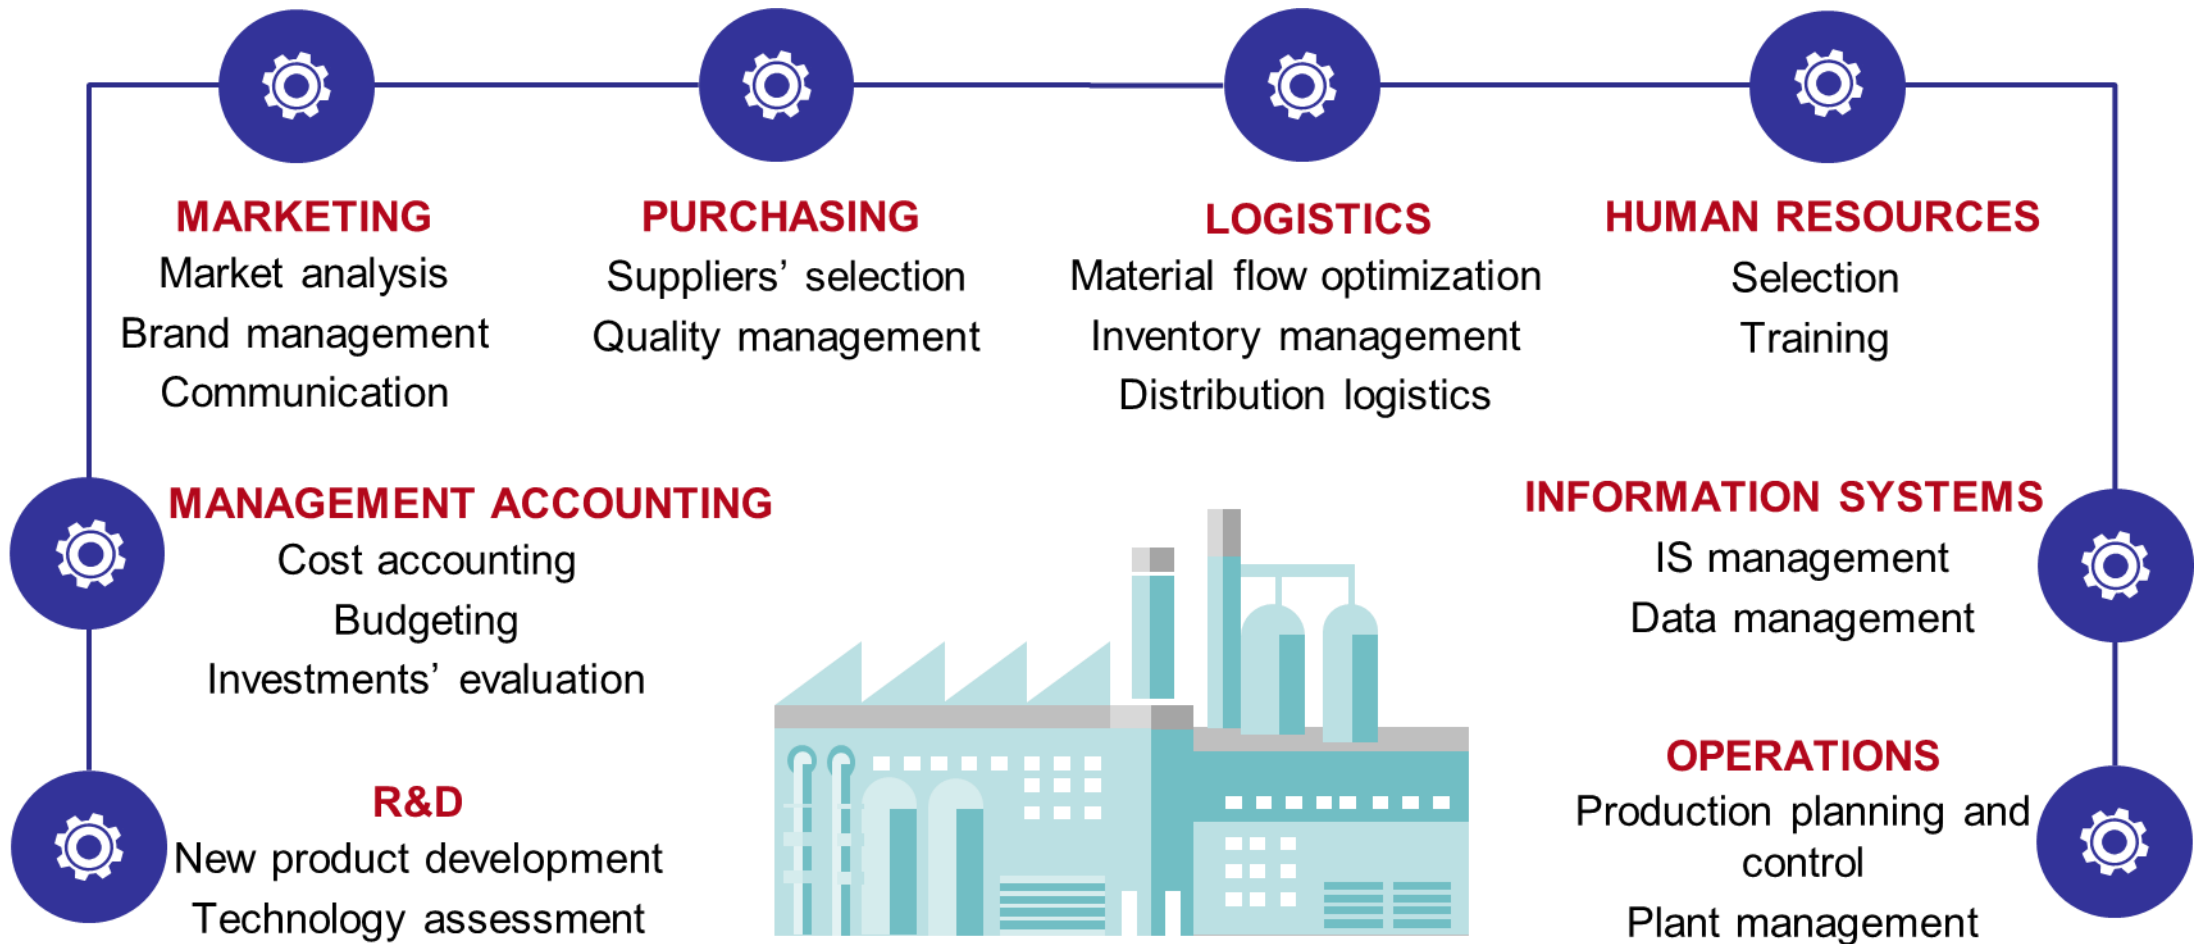 MARKETING
Market analysis
Brand management
Communication
PURCHASING
Suppliers’ selection
Quality management
LOGISTICS
Material flow optimization
Inventory management
Distribution logistics
HUMAN RESOURCES
Selection
Training
MANAGEMENT ACCOUNTING
Cost accounting
Budgeting
Investments’ evaluation
INFORMATION SYSTEMS
IS management
Data management
R&D
New product development
Technology assessment
OPERATIONS
Production planning and
control
Plant management